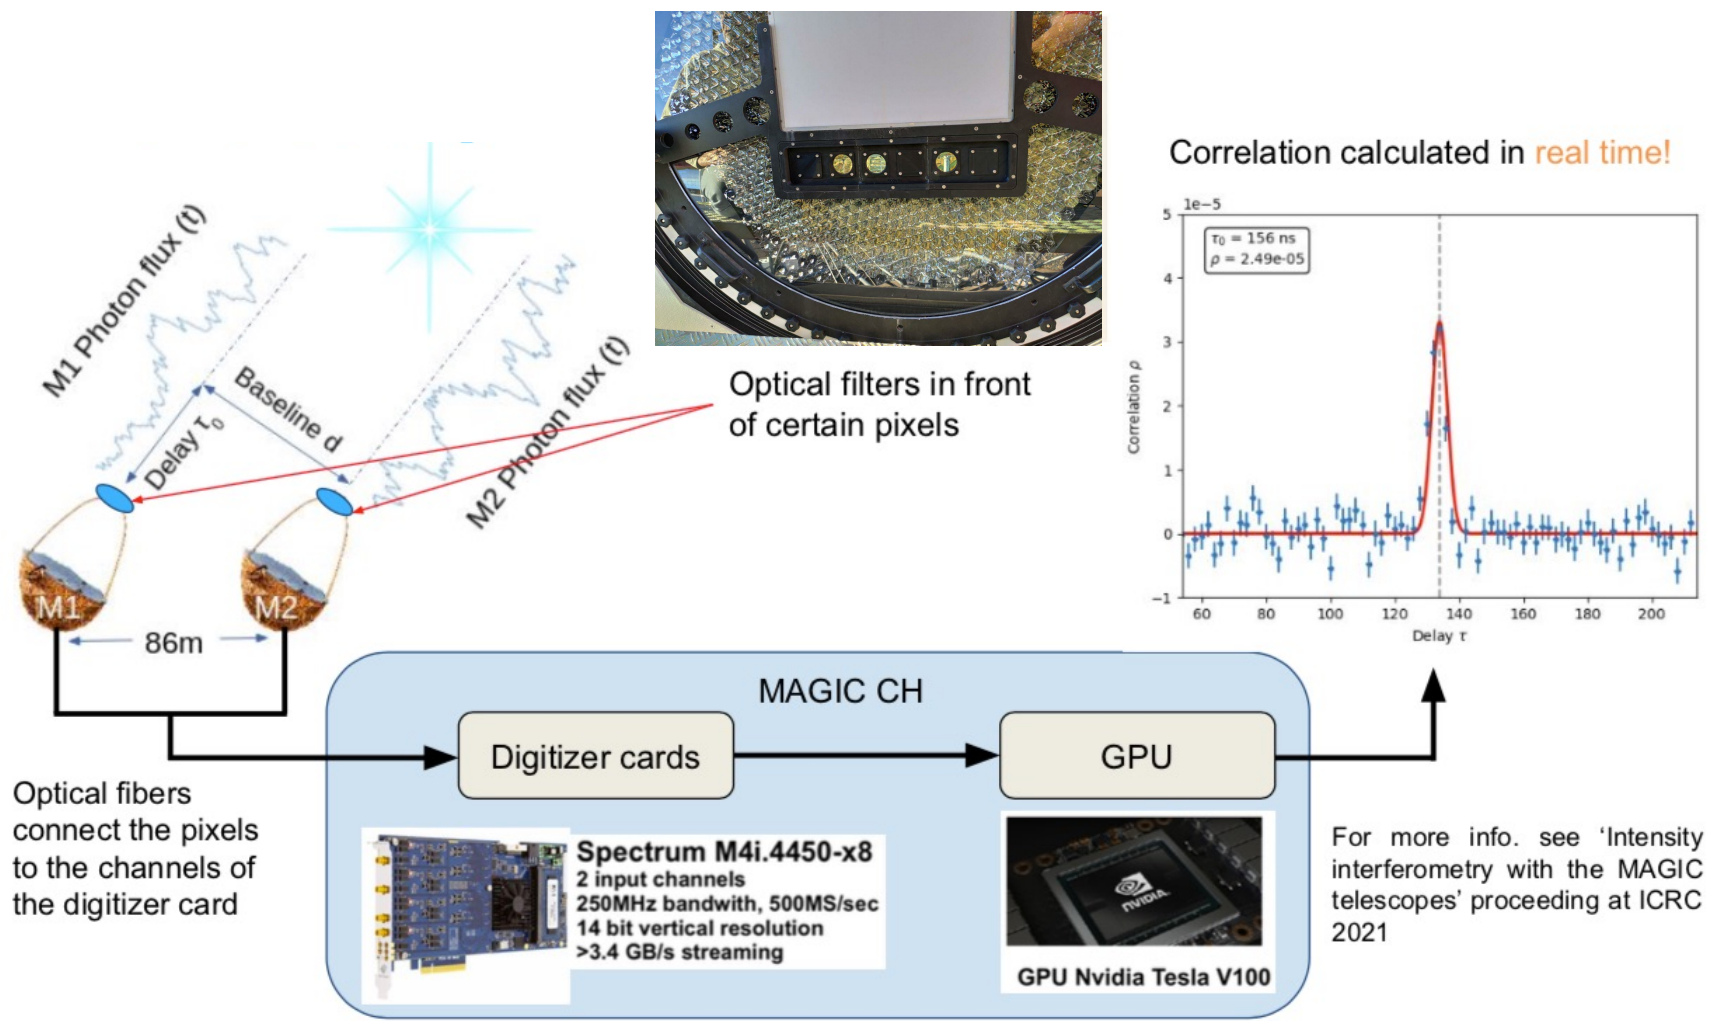 M1 Photon flux (t)
Delay τ0
Baseline d
M2 Photon flux (t)
M1
M2
86m
Optical filters in front
of certain pixels
Correlation calculated in real time!
1e−5
τ0 = 156 ns
ρ = 2.49e-05
5
4
3
2
1
0
−1
Correlation ρ
60 80 100 120 140 160 180 200
Delay τ
MAGIC CH
Digitizer cards
GPU
Optical fibers
connect the pixels
to the channels of
the digitizer card
Spectrum M4i.4450-x8
2 input channels
250MHz bandwith, 500MS/sec
14 bit vertical resolution
>3.4 GB/s streaming
NVIDIA
GPU Nvidia Tesla V100
For more info. see ‘Intensity
interferometry with the MAGIC
telescopes’ proceeding at ICRC
2021